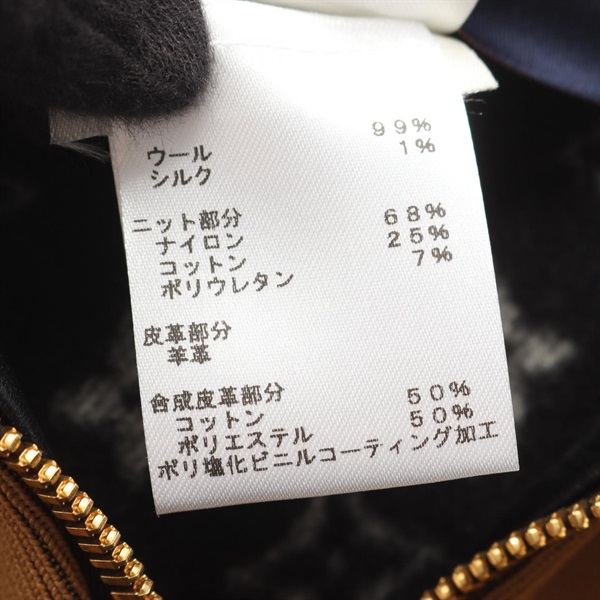 ウール 99%
シルク 1%
ニット部分
ナイロン 68%
コットン 25%
ポリウレタン 7%
皮革部分
羊革
合成皮革部分
コットン 50%
ポリエステル 50%
ポリ塩化ビニルコーティング加工